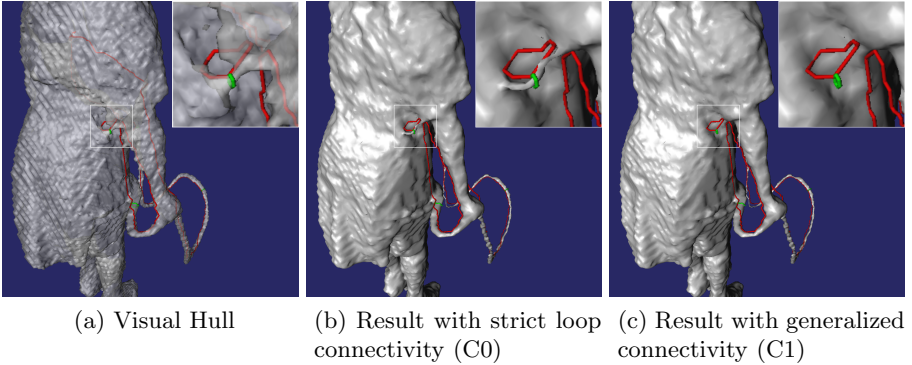 (a) Visual Hull
(b) Result with strict loop
connectivity (C0)
(c) Result with generalized
connectivity (C1)